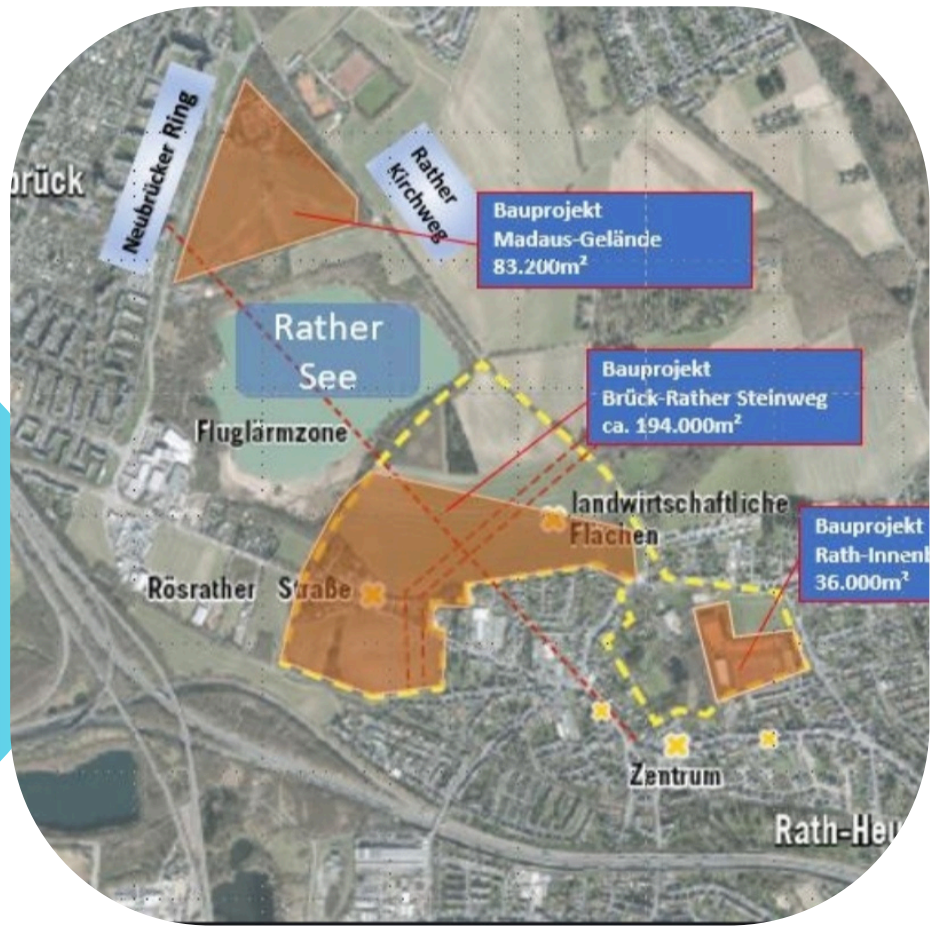 Neubrücker Ring
brück
Rather
Kirchweg
Bauprojekt
Madaus-Gelände
83.200m²
Rather
See
Bauprojekt
Brück-Rather Steinweg
ca. 194.000m²
Fluglärmzone
landwirtschaftliche
Flächen
Bauprojekt
Rath-Innen
36.000m²
Rösrather Straße
Zentrum
Rath-Heu